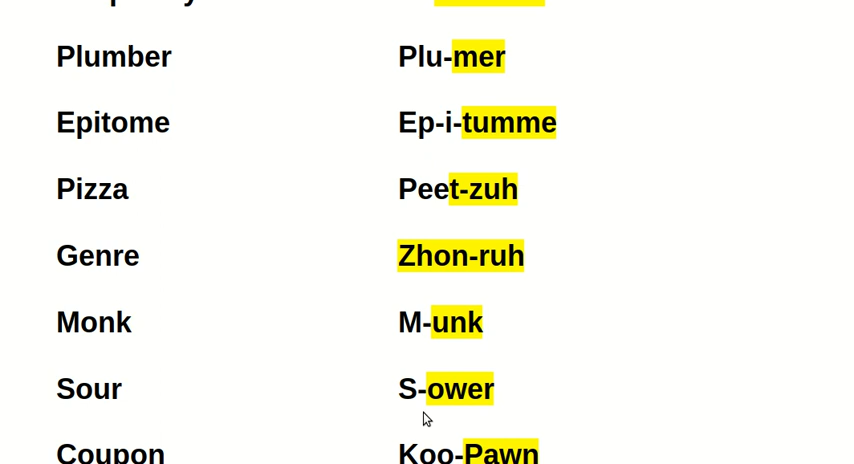 Plumber Plu-mer
Epitome Ep-i-tumme
Pizza Peet-zuh
Genre Zhon-ruh
Monk M-unk
Sour S-ower
Coupon Koo-Pawn